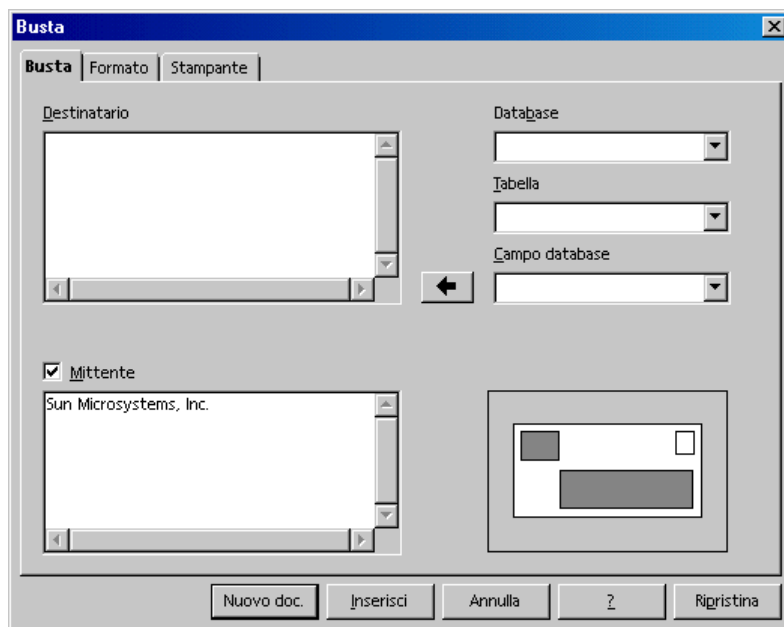 Busta
Busta Formato Stampante
Destinatario
Database
Tabella
Campo database
Mittente
Sun Microsystems, Inc.
Nuovo doc. Inserisci Annulla ? Ripristina